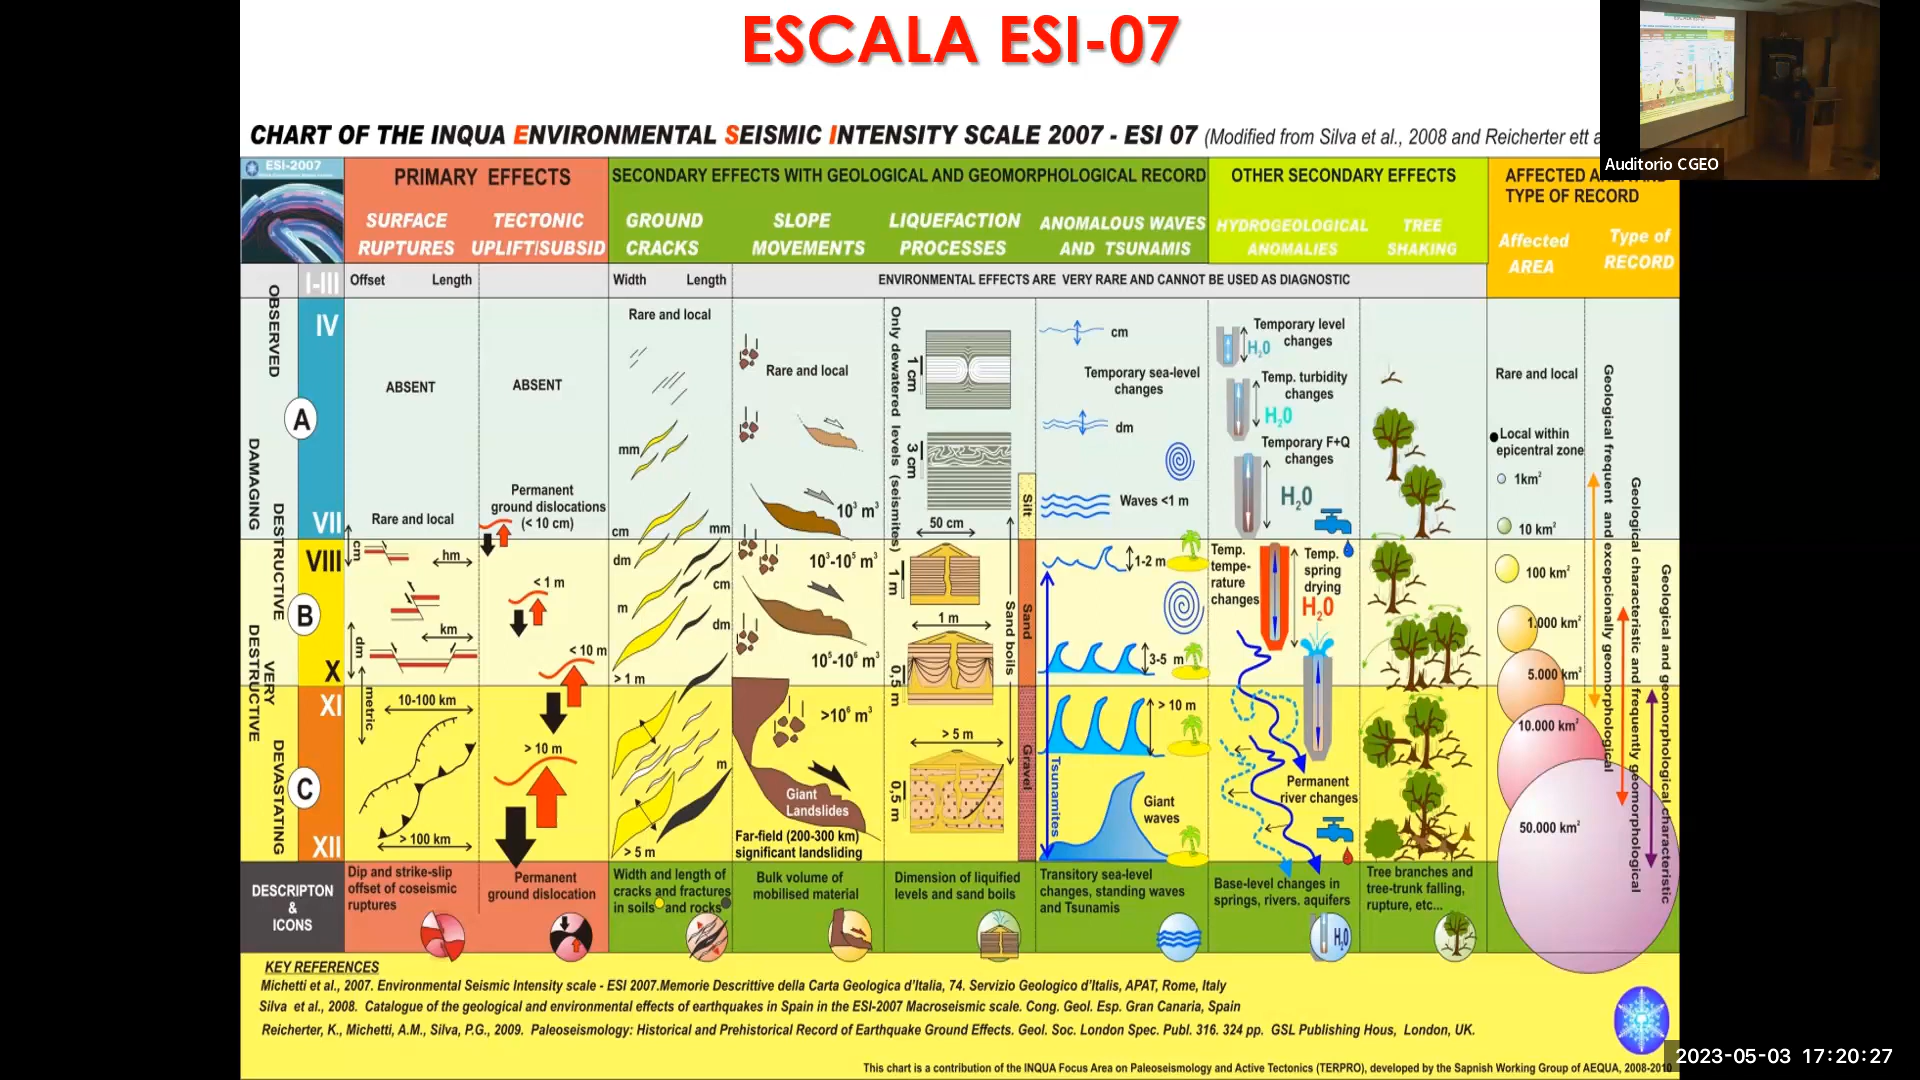 ESCALA ESI-07
CHART OF THE INQUA ENVIRONMENTAL SEISMIC INTENSITY SCALE 2007 - ESI 07 (Modified from Silva et al., 2008 and Reicherter ett a
Auditorio CGEO
ESI-2007
PRIMARY EFFECTS
SECONDARY EFFECTS WITH GEOLOGICAL AND GEOMORPHOLOGICAL RECORD
OTHER SECONDARY EFFECTS
AFFECTED
TYPE OF RECORD
SURFACE
RUPTURES
TECTONIC
UPLIFT/SUBSID
GROUND
CRACKS
SLOPE
MOVEMENTS
LIQUEFACTION
PROCESSES
ANOMALOUS WAVES
AND TSUNAMIS
HYDROGEOLOGICAL
ANOMALIES
TREE
SHAKING
Affected
AREA
Type of
RECORD
I-III
Offset Length
Width Length
ENVIRONMENTAL EFFECTS ARE VERY RARE AND CANNOT BE USED AS DIAGNOSTIC
OBSERVED
DAMAGING
DESTRUCTIVE
VERY
DESTRUCTIVE
DEVASTATING
IV
A
VII
VIII
B
X
XI
C
XII
ABSENT
Rare and local
cm
hm
dm
km
metric
10-100 km
> 100 km
ABSENT
Permanent
ground dislocations
(< 10 cm)
< 1 m
< 10 m
> 10 m
Rare and local
mm
cm
mm
dm
cm
m
dm
> 1 m
m
> 5 m
Rare and local
10³ m³
10³-10⁵ m³
10⁵-10⁶ m³
>10⁶ m³
Giant
Landslides
Far-field (200-300 km)
significant landsliding
Only dewatered levels (seismites)
1 cm
3 cm
50 cm
1 m
1 m
0,5 m
> 5 m
0,5 m
Sand boils
Silt
Sand
Gravel
cm
Temporary sea-level
changes
dm
Waves <1 m
1-2 m
3-5 m
> 10 m
Tsunamites
Giant
waves
Temporary level
changes
H₂0
Temp. turbidity
changes
H₂0
Temporary F+Q
changes
H₂0
Temp.
tempe-
rature
changes
Temp.
spring
drying
H₂0
Permanent
river changes
Rare and local
Local within
epicentral zone
1km²
10 km²
100 km²
1.000 km²
5.000 km²
10.000 km²
50.000 km²
Geological frequent and excepcionally geomorphological
Geological characteristic and frequently geomorphological
Geological and geomorphological characteristic
DESCRIPTON
&
ICONS
Dip and strike-slip
offset of coseismic
ruptures
Permanent
ground dislocation
Width and length of
cracks and fractures
in soils and rocks
Bulk volume of
mobilised material
Dimension of liquified
levels and sand boils
Transitory sea-level
changes, standing waves
and Tsunamis
Base-level changes in
springs, rivers. aquifers
H₂0
Tree branches and
tree-trunk falling,
rupture, etc...
KEY REFERENCES
Michetti et al., 2007. Environmental Seismic Intensity scale - ESI 2007.Memorie Descrittive della Carta Geologica d'Italia, 74. Servizio Geologico d'Italia, APAT, Rome, Italy
Silva et al., 2008. Catalogue of the geological and environmental effects of earthquakes in Spain in the ESI-2007 Macroseismic scale. Cong. Geol. Esp. Gran Canaria, Spain
Reicherter, K., Michetti, A.M., Silva, P.G., 2009. Paleoseismology: Historical and Prehistorical Record of Earthquake Ground Effects. Geol. Soc. London Spec. Publ. 316. 324 pp. GSL Publishing Hous, London, UK.
This chart is a contribution of the INQUA Focus Area on Paleoseismology and Active Tectonics (TERPRO), developed by the Sapnish Working Group of AEQUA, 2008-2010
2023-05-03 17:20:27